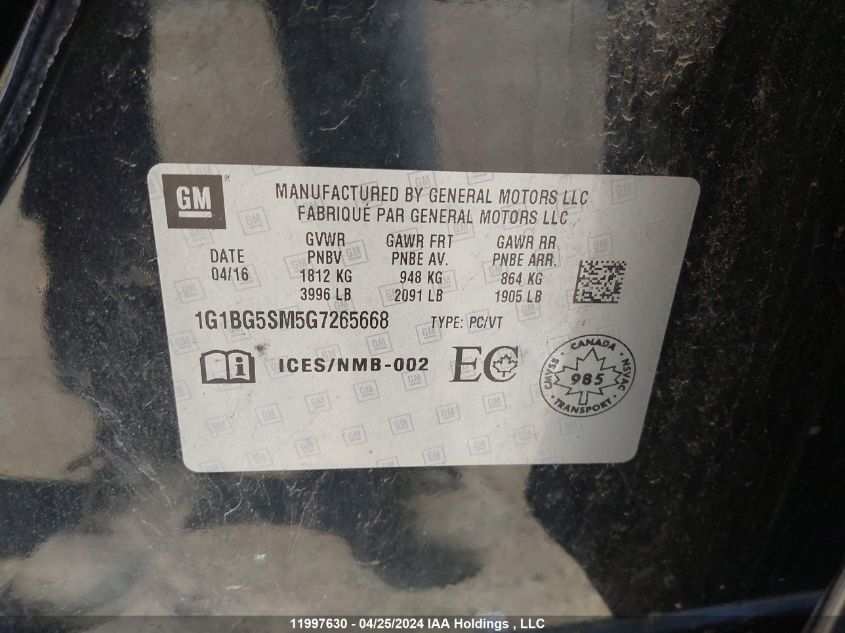 GM
MANUFACTURED BY GENERAL MOTORS LLC
FABRIQUÉ PAR GENERAL MOTORS LLC
DATE
04/16
GVWR
PNBV
1812 KG
3996 LB
GAWR FRT
PNBE AV.
948 KG
2091 LB
GAWR RR
PNBE ARR.
864 KG
1905 LB
1G1BG5SM5G7265668 TYPE: PC/VT
i ICES/NMB-002 EC
CANADA
CMVSS 985 NSVAC
TRANSPORT
11997630 - 04/25/2024 IAA Holdings , LLC